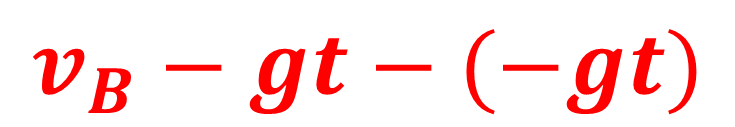 v_B − gt − (−gt)